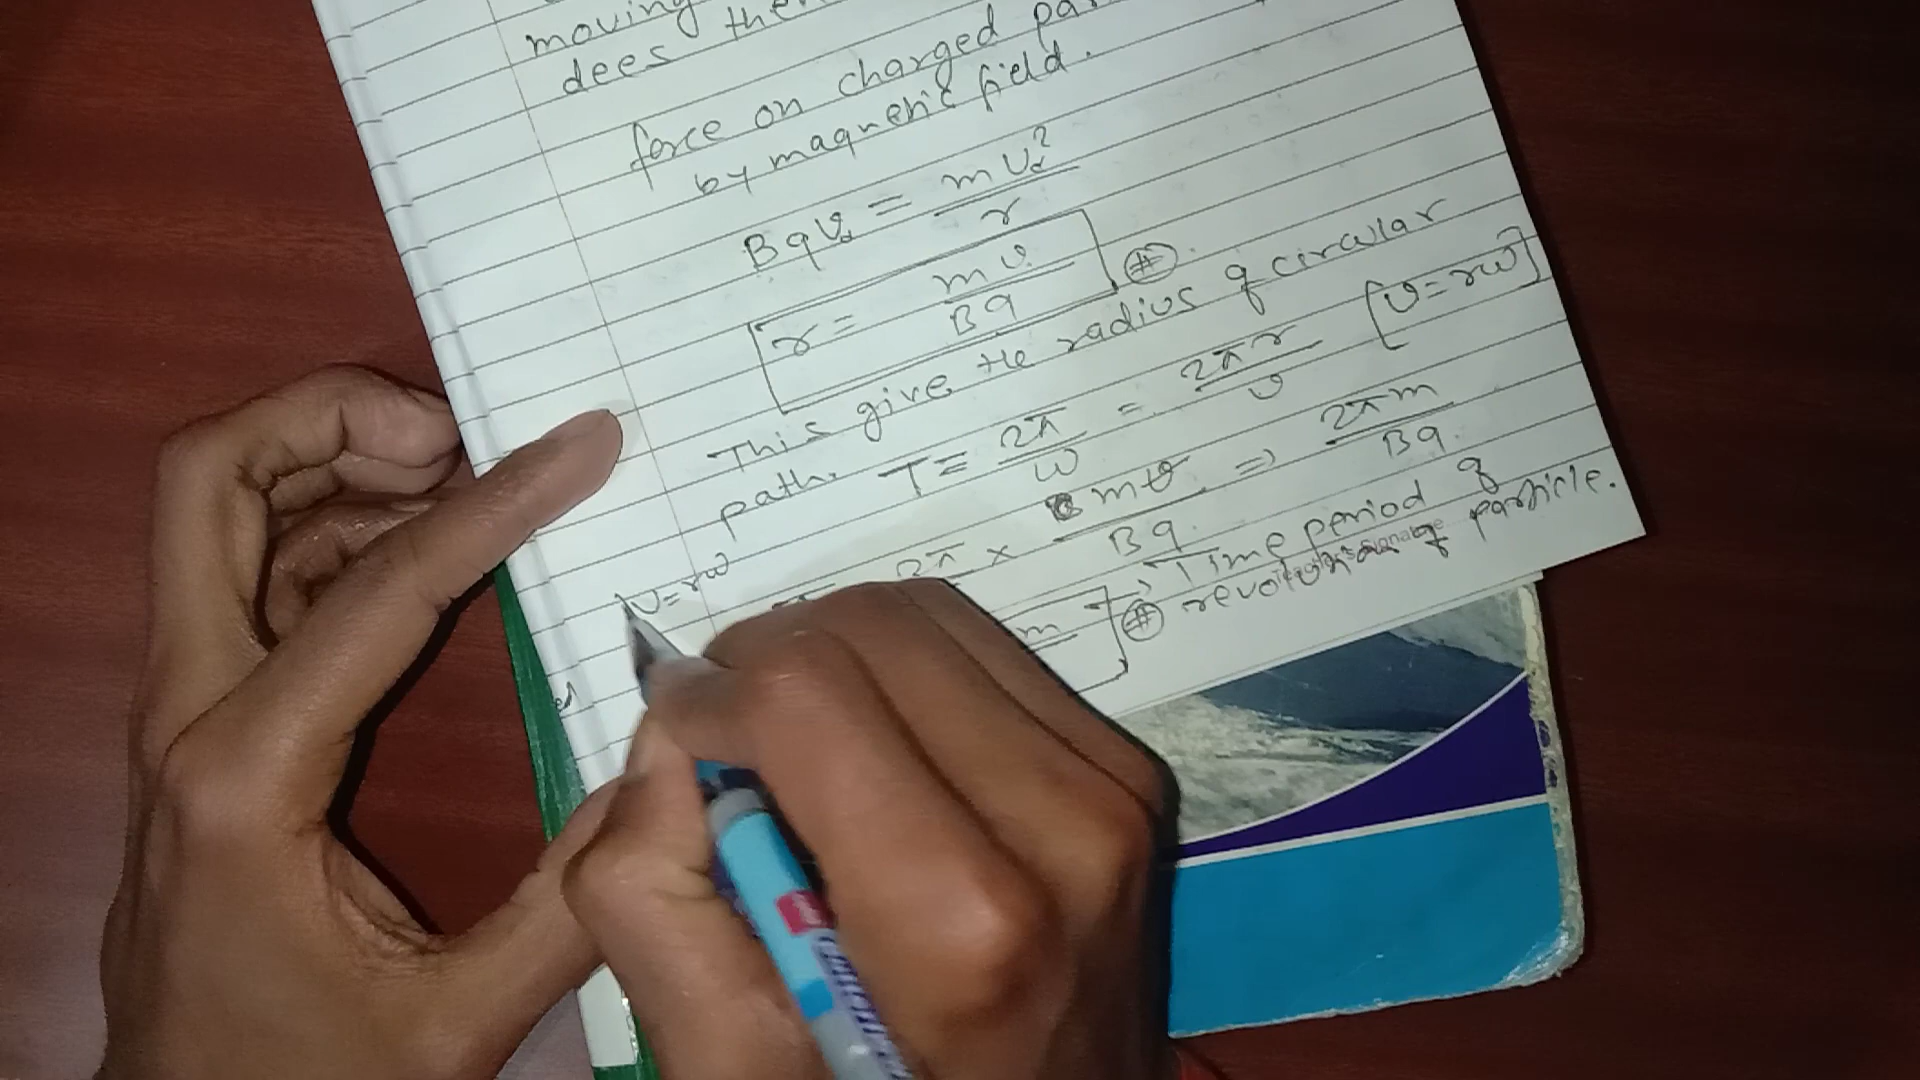 moving
dees then
force on charged
by magnetic field.
Bqv = mv²/r
r = mv/Bq #.
This give the radius of circular
path. T = 2π/ω = 2πr/v [v=rω]
2π × mv/Bq ⇒ 2πm/Bq.
v=rω
m # → Time period of
revolution of particle.